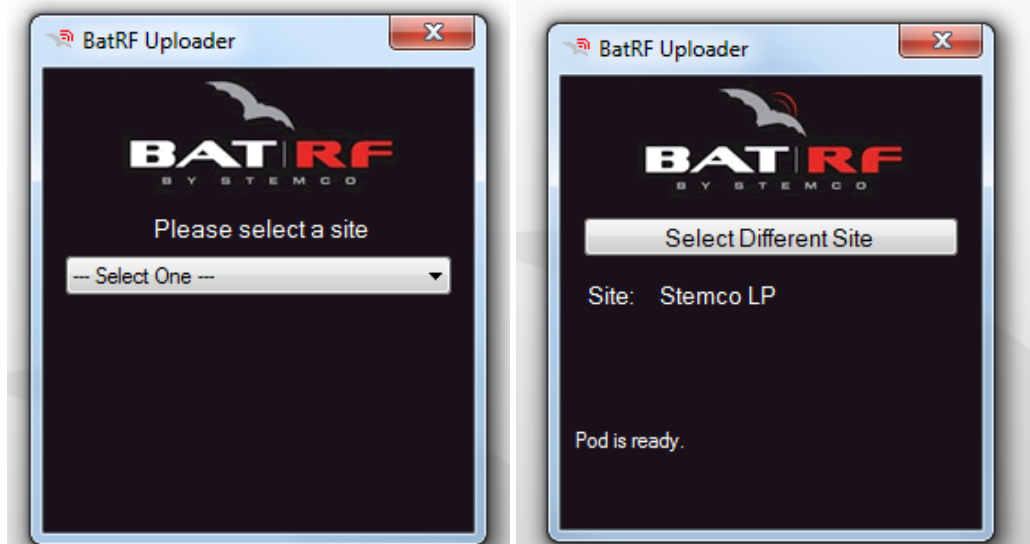 BatRF Uploader
BAT RF
BY STEMCO
Please select a site
--- Select One ---
BatRF Uploader
BAT RF
BY STEMCO
Select Different Site
Site: Stemco LP
Pod is ready.